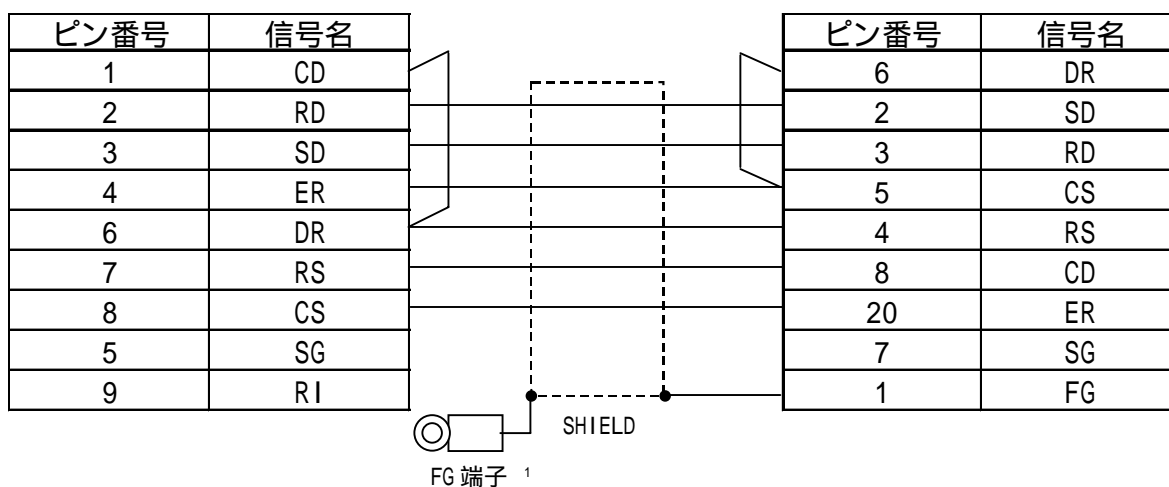 ピン番号 信号名 ピン番号 信号名
1 CD 6 DR
2 RD 2 SD
3 SD 3 RD
4 ER 5 CS
6 DR 4 RS
7 RS 8 CD
8 CS 20 ER
5 SG 7 SG
9 RI 1 FG
SHIELD
FG 端子 1